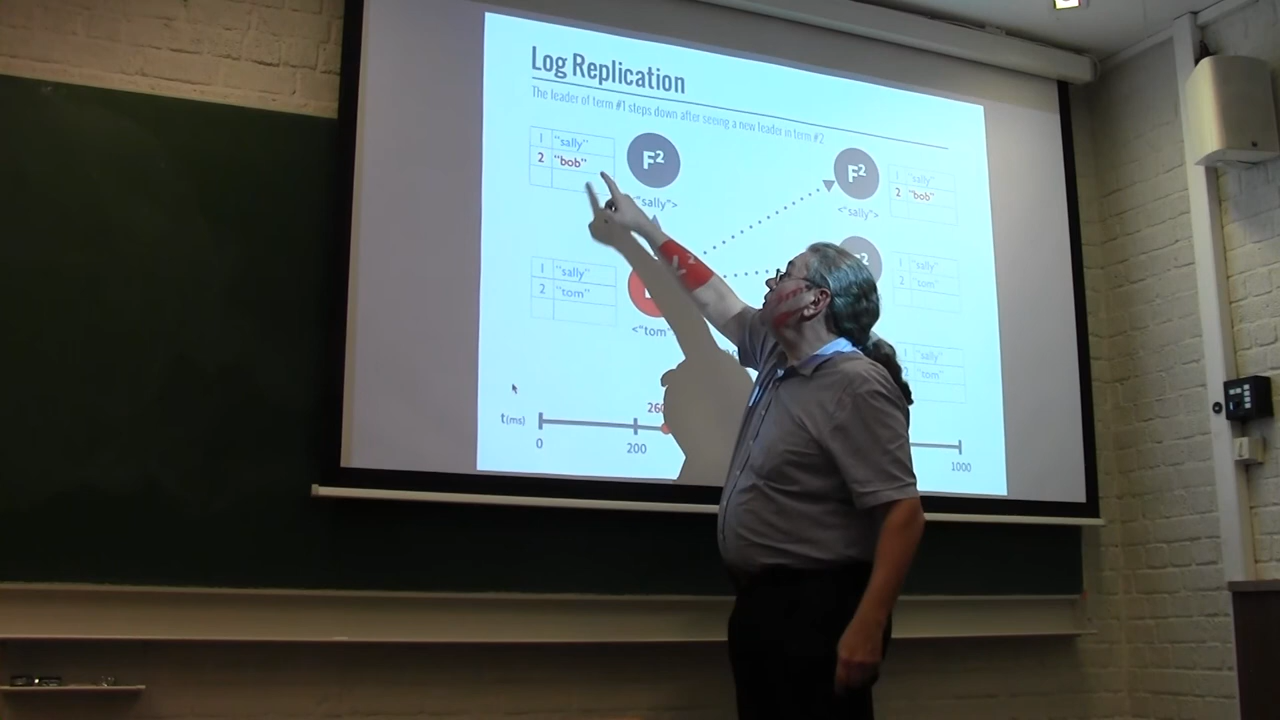 Log Replication
The leader of term #1 steps down after seeing a new leader in term #2
1 "sally"
2 "bob"
F²
"sally">
F²
<"sally">
1 "sally"
2 "bob"
1 "sally"
2 "tom"
<"tom"
1 "sally"
2 "tom"
1 "sally"
2 "tom"
t(ms)
0
200
260
1000